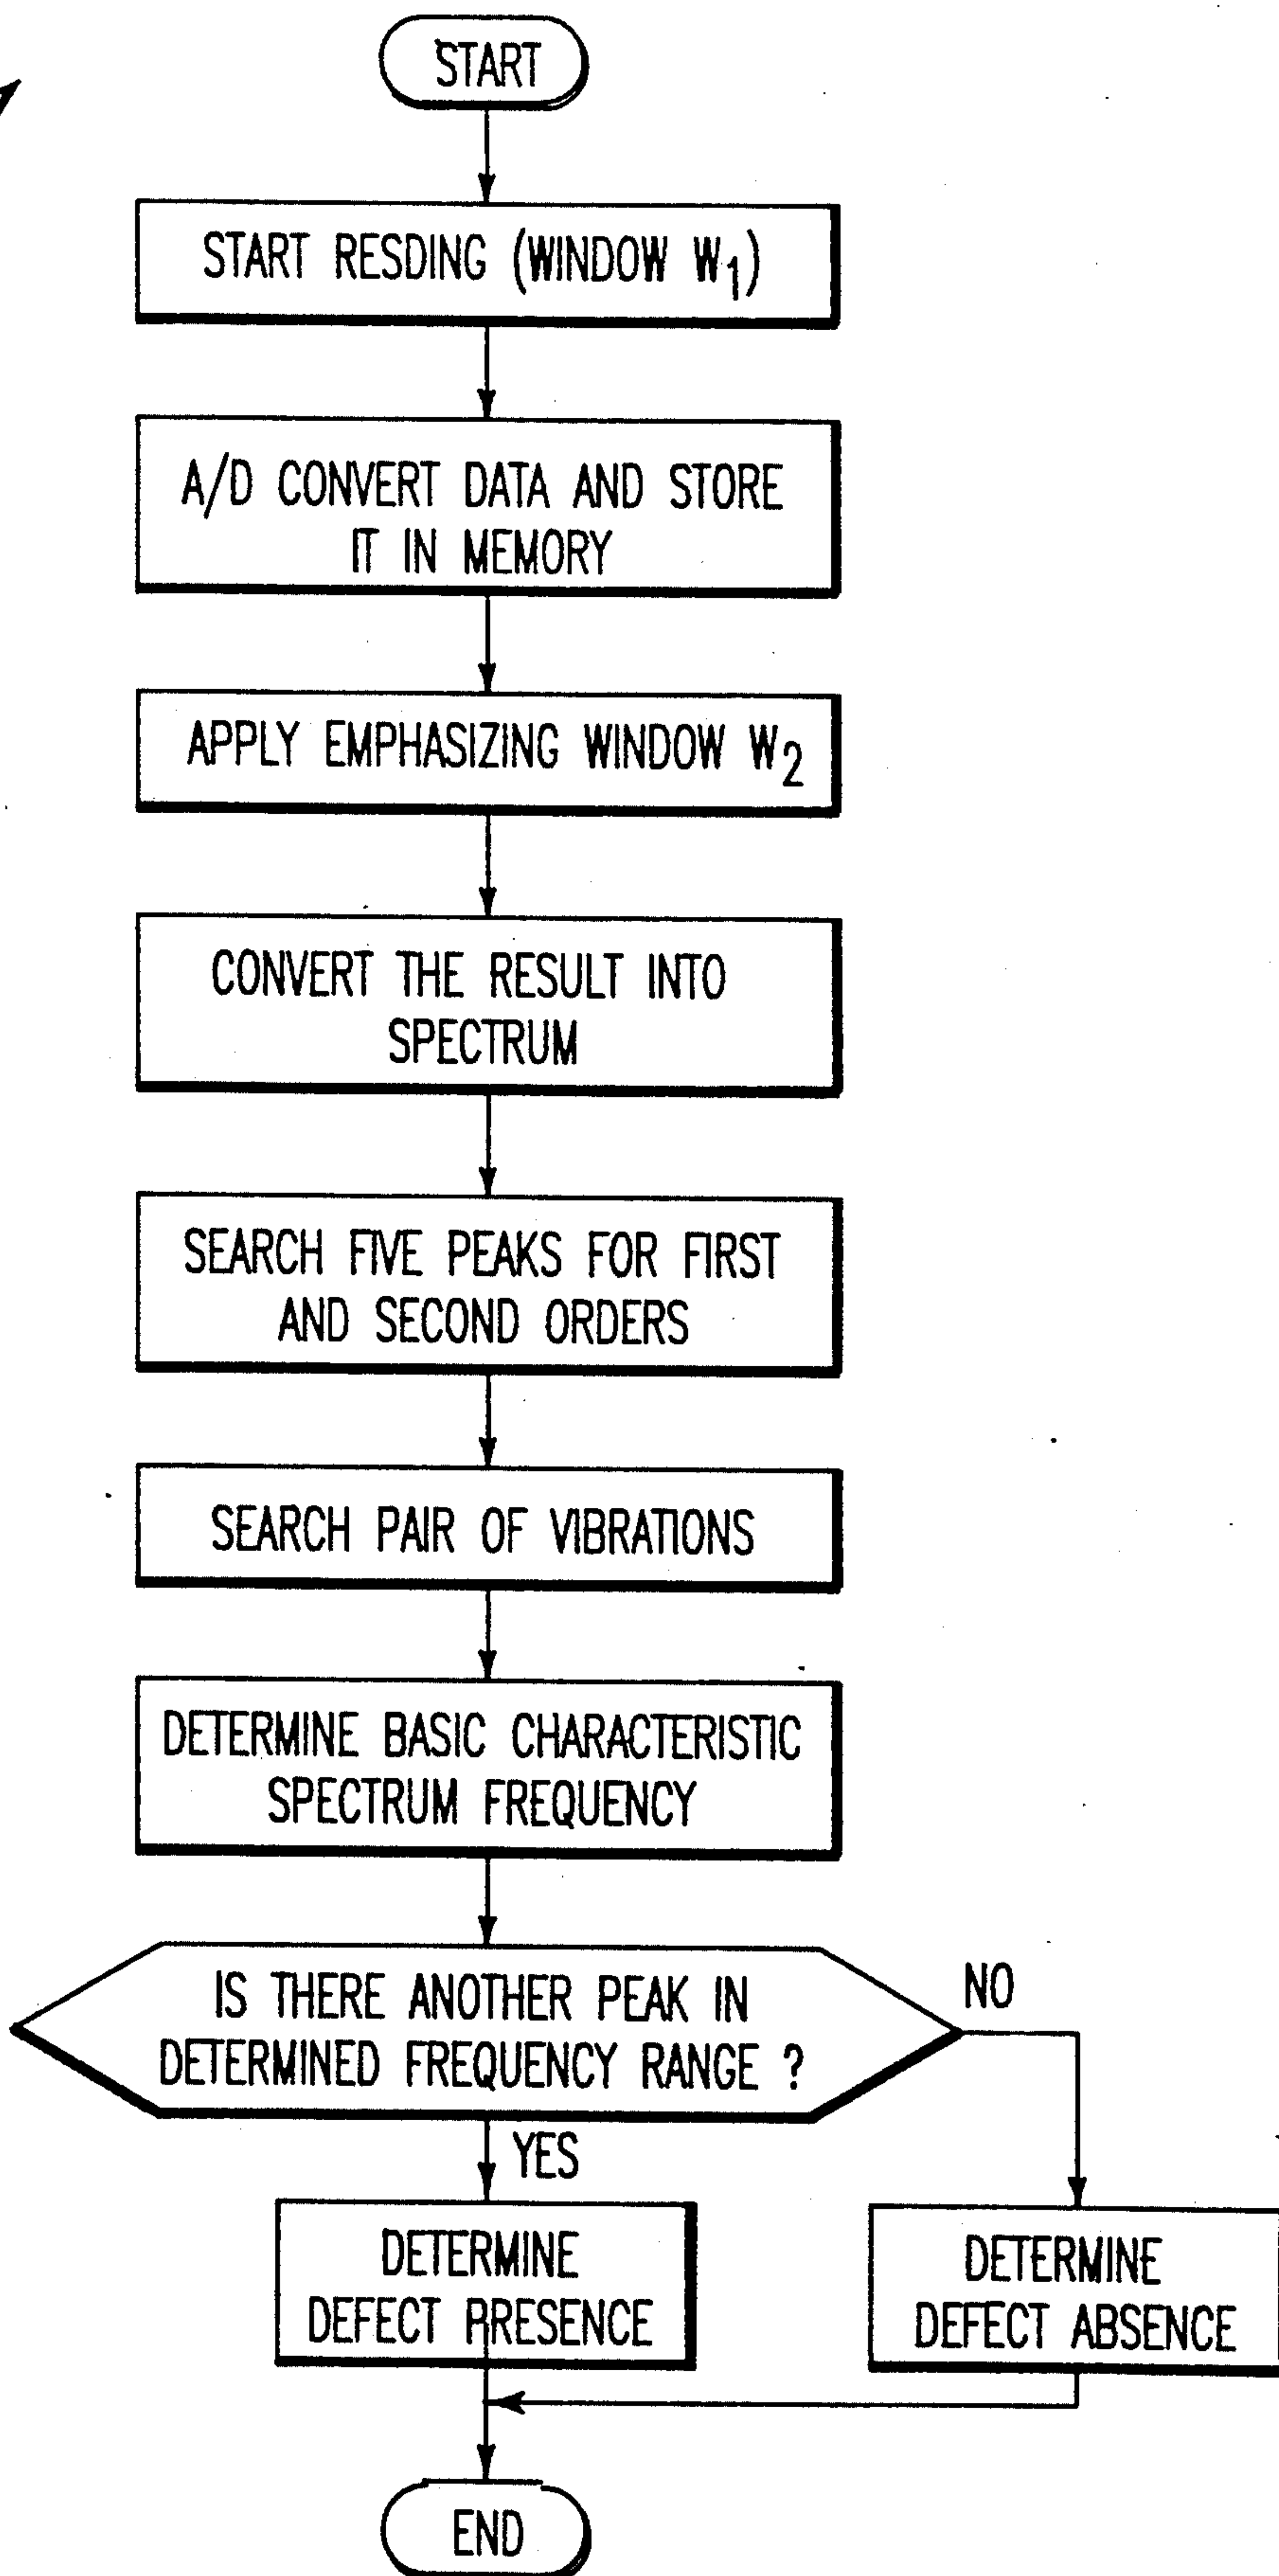 START
START RESDING (WINDOW W1)
A/D CONVERT DATA AND STORE
IT IN MEMORY
APPLY EMPHASIZING WINDOW W2
CONVERT THE RESULT INTO
SPECTRUM
SEARCH FIVE PEAKS FOR FIRST
AND SECOND ORDERS
SEARCH PAIR OF VIBRATIONS
DETERMINE BASIC CHARACTERISTIC
SPECTRUM FREQUENCY
IS THERE ANOTHER PEAK IN
DETERMINED FREQUENCY RANGE ?
NO
YES
DETERMINE
DEFECT PRESENCE
DETERMINE
DEFECT ABSENCE
END